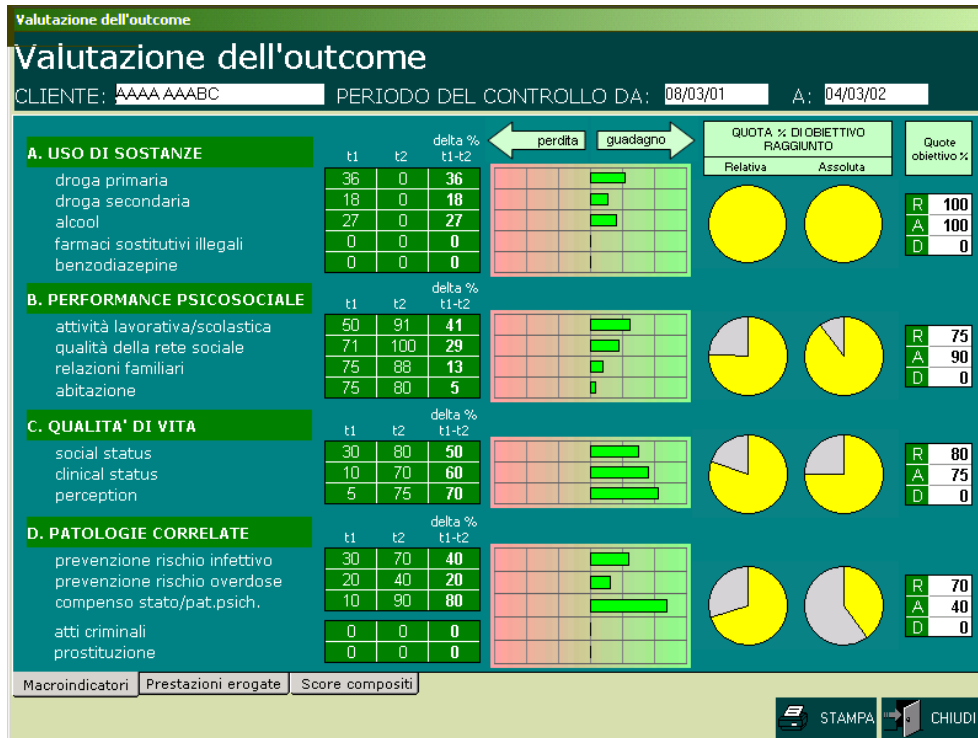 Valutazione dell'outcome
Valutazione dell'outcome
CLIENTE: AAAA AAABC PERIODO DEL CONTROLLO DA: 08/03/01 A: 04/03/02
perdita guadagno
QUOTA % DI OBIETTIVO RAGGIUNTO
Relativa Assoluta
Quote obiettivo %
A. USO DI SOSTANZE t1 t2 delta % t1-t2
droga primaria 36 0 36
droga secondaria 18 0 18
alcool 27 0 27
farmaci sostitutivi illegali 0 0 0
benzodiazepine 0 0 0
R 100
A 100
D 0
B. PERFORMANCE PSICOSOCIALE t1 t2 delta % t1-t2
attività lavorativa/scolastica 50 91 41
qualità della rete sociale 71 100 29
relazioni familiari 75 88 13
abitazione 75 80 5
R 75
A 90
D 0
C. QUALITA' DI VITA t1 t2 delta % t1-t2
social status 30 80 50
clinical status 10 70 60
perception 5 75 70
R 80
A 75
D 0
D. PATOLOGIE CORRELATE t1 t2 delta % t1-t2
prevenzione rischio infettivo 30 70 40
prevenzione rischio overdose 20 40 20
compenso stato/pat.psich. 10 90 80
atti criminali 0 0 0
prostituzione 0 0 0
R 70
A 40
D 0
Macroindicatori Prestazioni erogate Score compositi
STAMPA CHIUDI